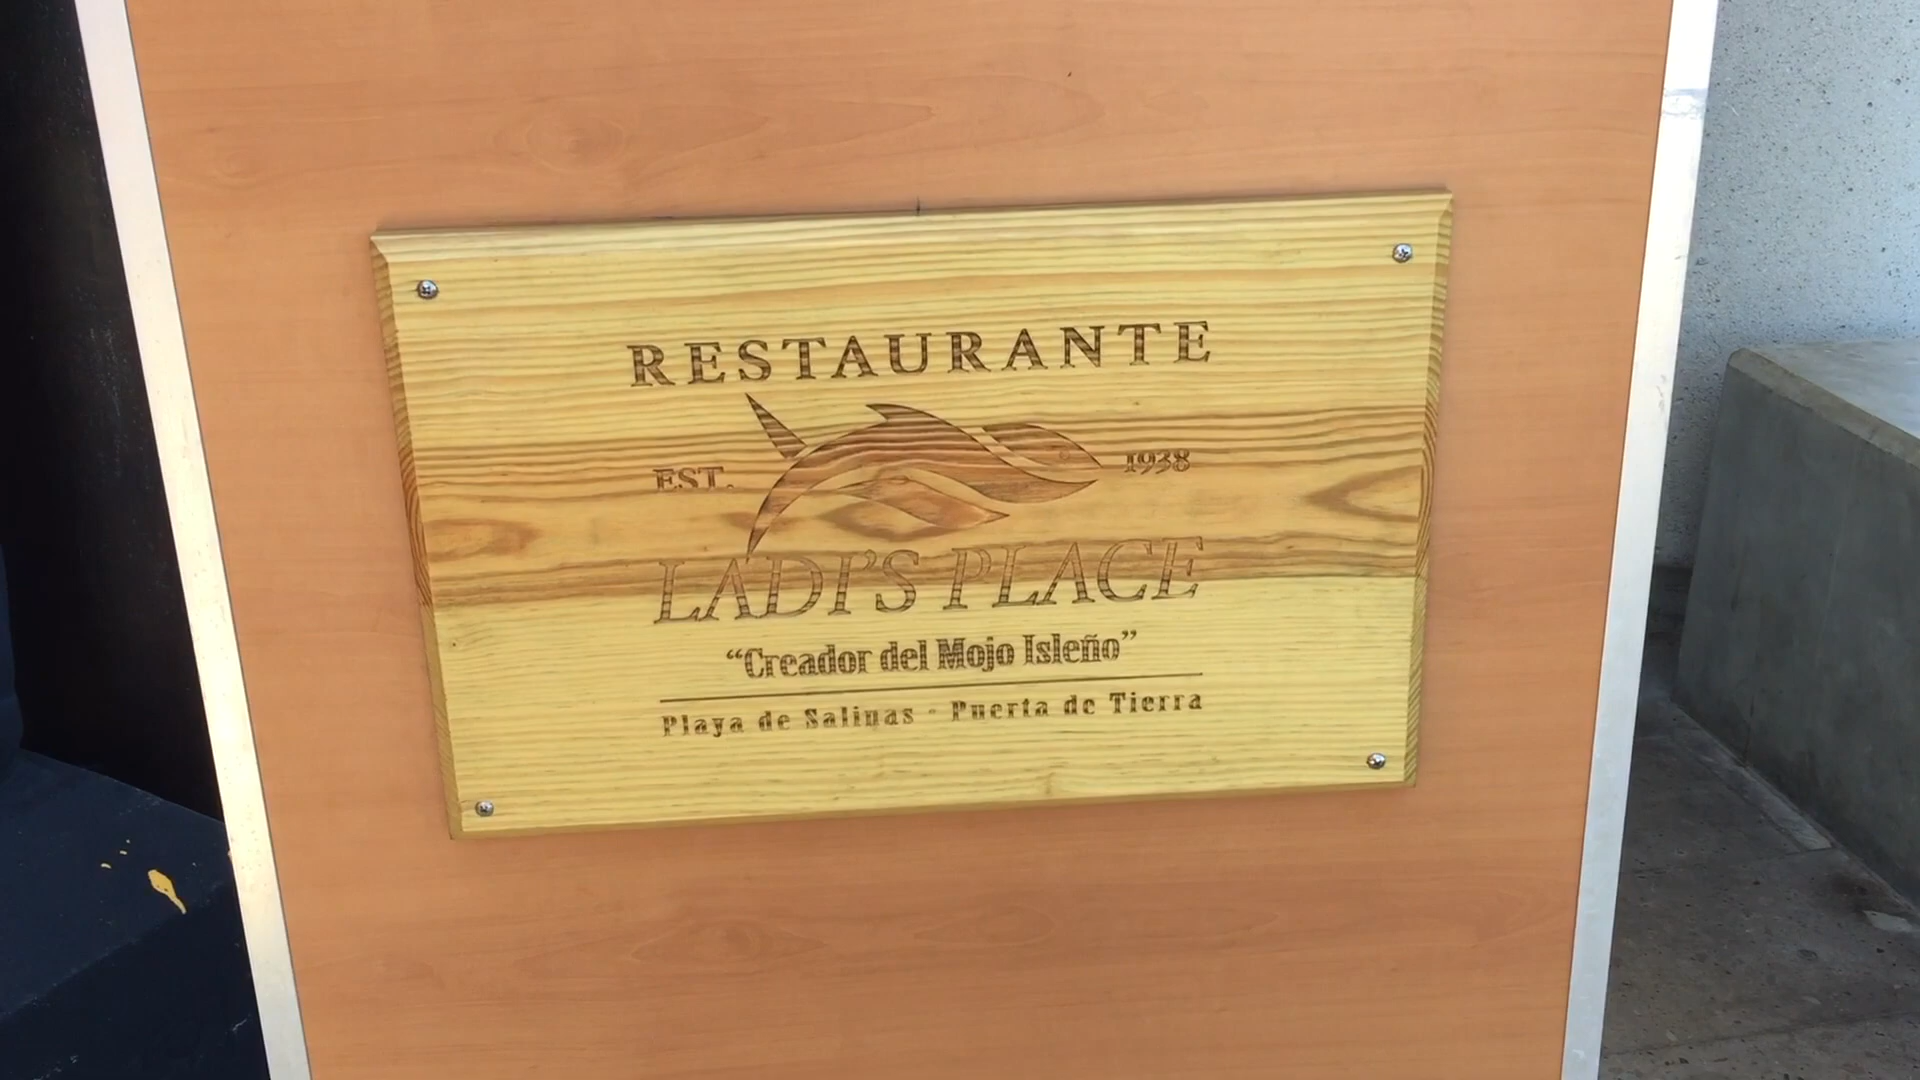 RESTAURANTE
EST. 1938
LADI'S PLACE
“Creador del Mojo Isleño”
Playa de Salinas - Puerta de Tierra